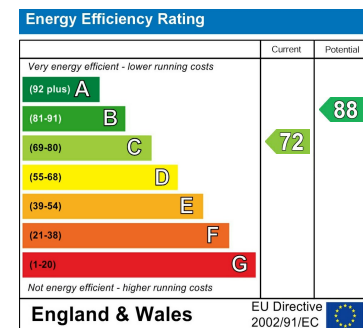 Energy Efficiency Rating
Current Potential
Very energy efficient - lower running costs
(92 plus) A
(81-91) B
88
(69-80) C
72
(55-68) D
(39-54) E
(21-38) F
(1-20) G
Not energy efficient - higher running costs
England & Wales
EU Directive
2002/91/EC